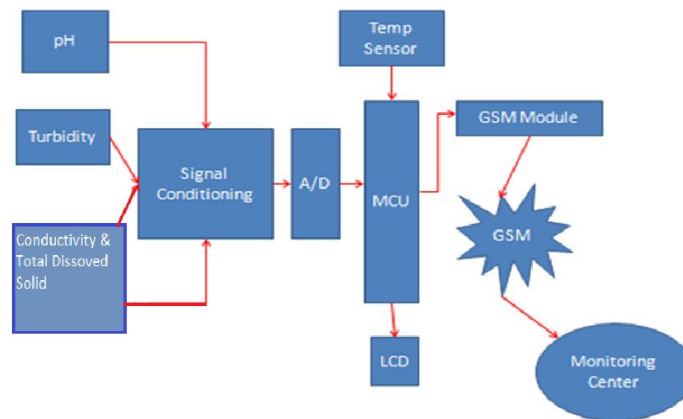 pH
Temp
Sensor
Turbidity
GSM Module
Signal
Conditioning
A/D
MCU
GSM
Conductivity &
Total Dissoved
Solid
LCD
Monitoring
Center